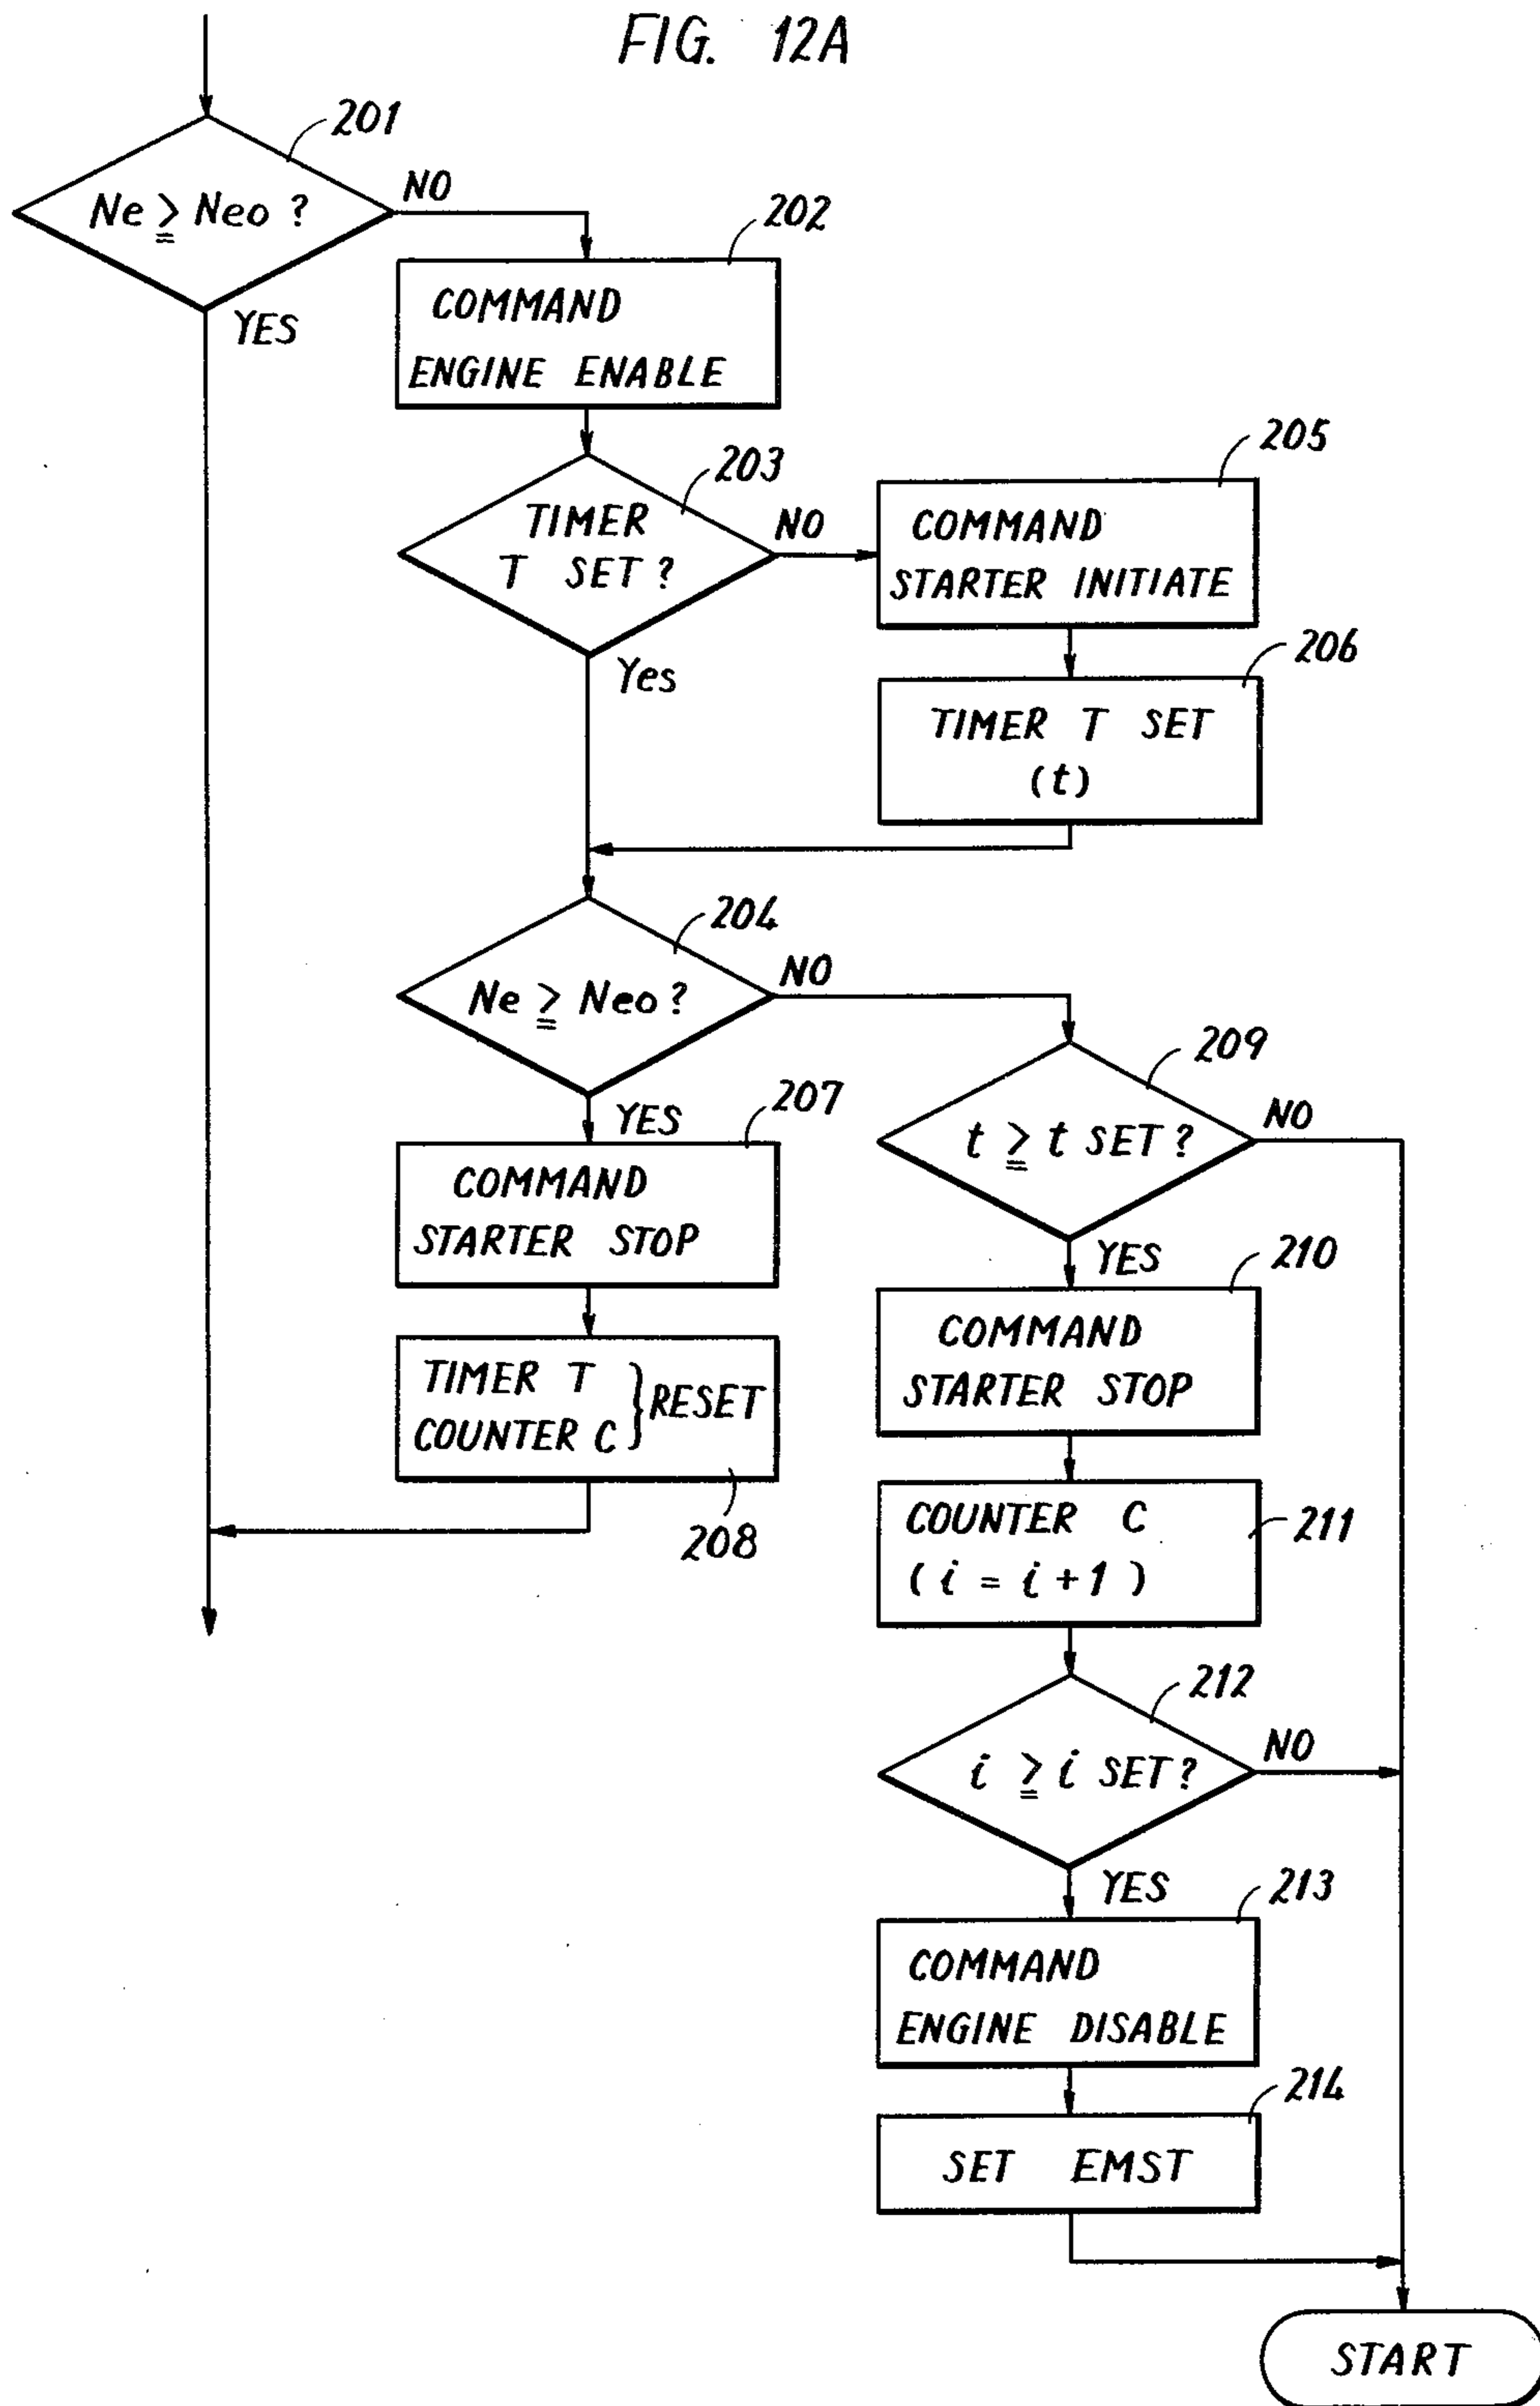 FIG. 12A
201
Ne ≧ Neo ?
NO
YES
202
COMMAND
ENGINE ENABLE
203
TIMER
T SET ?
NO
Yes
205
COMMAND
STARTER INITIATE
206
TIMER T SET
(t)
204
Ne ≧ Neo ?
NO
YES
207
COMMAND
STARTER STOP
TIMER T
COUNTER C } RESET
208
209
t ≧ t SET ?
NO
YES
210
COMMAND
STARTER STOP
211
COUNTER C
( i = i + 1 )
212
i ≧ i SET ?
NO
YES
213
COMMAND
ENGINE DISABLE
214
SET EMST
START